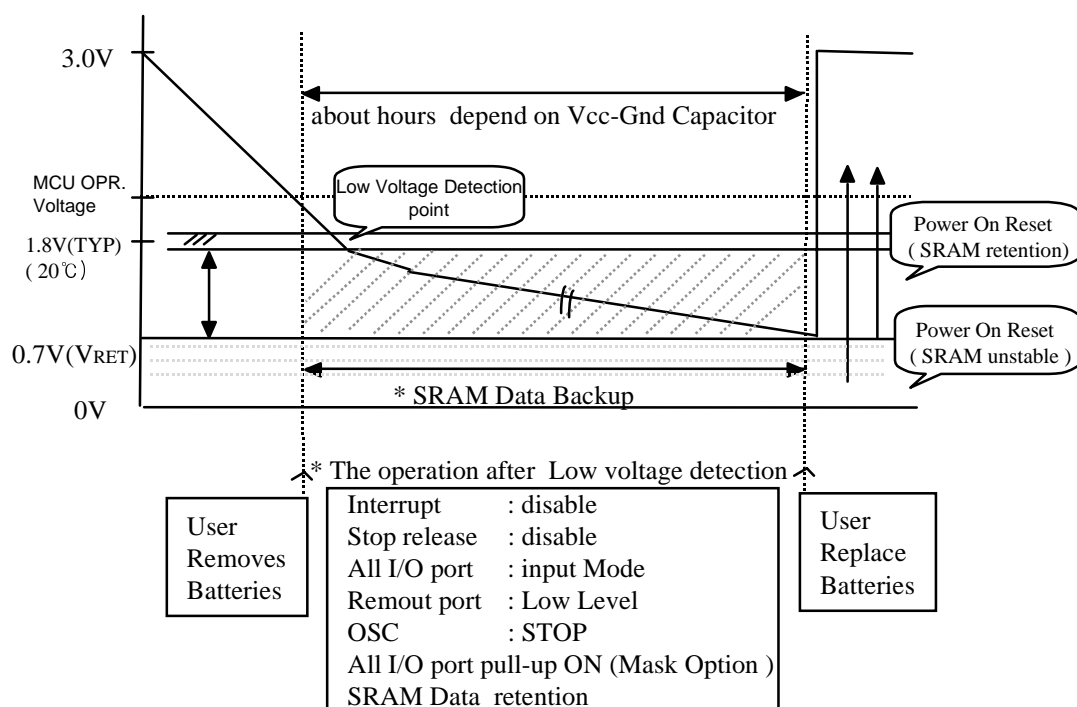 3.0V
about hours depend on Vcc-Gnd Capacitor
MCU OPR.
Voltage
Low Voltage Detection
point
1.8V(TYP)
( 20℃)
Power On Reset
( SRAM retention)
0.7V(VRET)
Power On Reset
( SRAM unstable )
* SRAM Data Backup
0V
* The operation after Low voltage detection
User
Removes
Batteries
Interrupt : disable
Stop release : disable
All I/O port : input Mode
Remout port : Low Level
OSC : STOP
All I/O port pull-up ON (Mask Option )
SRAM Data retention
User
Replace
Batteries